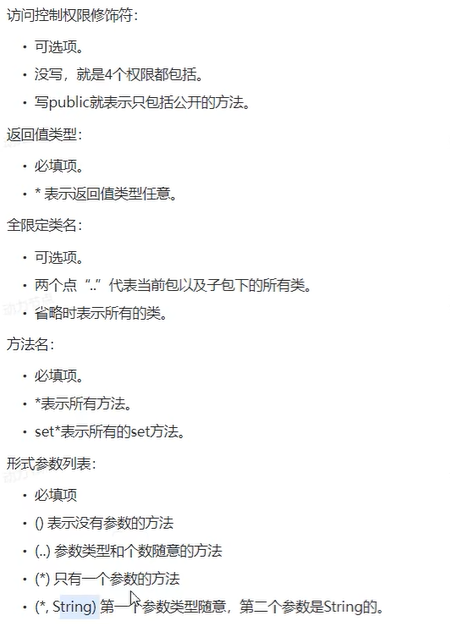 访问控制权限修饰符：
• 可选项。
• 没写，就是4个权限都包括。
• 写public就表示只包括公开的方法。
返回值类型：
• 必填项。
• * 表示返回值类型任意。
全限定类名：
• 可选项。
• 两个点“..”代表当前包以及子包下的所有类。
• 省略时表示所有的类。
方法名：
• 必填项。
• *表示所有方法。
• set*表示所有的set方法。
形式参数列表：
• 必填项
• () 表示没有参数的方法
• (..) 参数类型和个数随意的方法
• (*) 只有一个参数的方法
• (*, String) 第一个参数类型随意，第二个参数是String的。